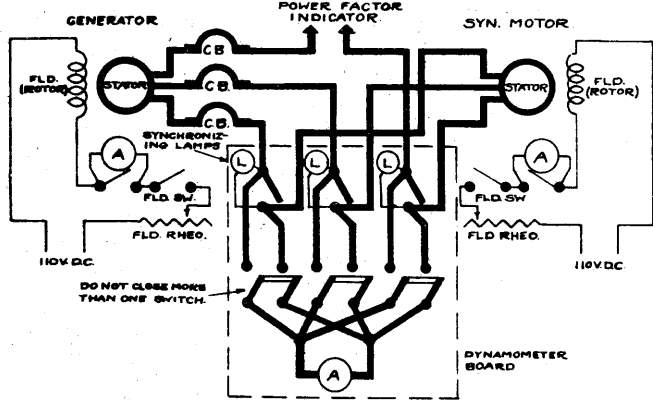 GENERATOR
POWER FACTOR
INDICATOR.
SYN. MOTOR
C B
C B.
C B.
FLD.
(ROTOR)
STATOR
STATOR
FLD.
(ROTOR)
SYNCHRONIZ-
ING LAMPS
A
L
L
L
A
FLD. SW.
FLD. SW
FLD. RHEO.
FLD RHEO.
110V. D.C.
110V. D.C.
DO NOT CLOSE MORE
THAN ONE SWITCH.
A
DYNAMOMETER
BOARD